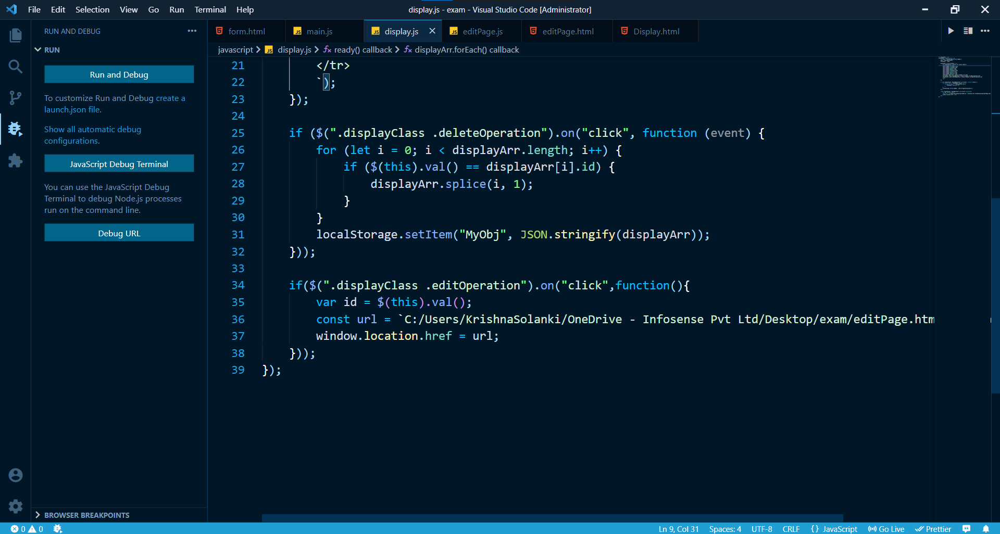 File Edit Selection View Go Run Terminal Help
display.js - exam - Visual Studio Code [Administrator]
RUN AND DEBUG
RUN
Run and Debug
To customize Run and Debug create a
launch.json file.
Show all automatic debug
configurations.
JavaScript Debug Terminal
You can use the JavaScript Debug
Terminal to debug Node.js processes
run on the command line.
Debug URL
BROWSER BREAKPOINTS
form.html
JS main.js
JS display.js
JS editPage.js
editPage.html
Display.html
javascript > JS display.js > ready() callback > displayArr.forEach() callback
21 </tr>
22 `);
23 });
24
25 if ($(".displayClass .deleteOperation").on("click", function (event) {
26 for (let i = 0; i < displayArr.length; i++) {
27 if ($(this).val() == displayArr[i].id) {
28 displayArr.splice(i, 1);
29 }
30 }
31 localStorage.setItem("MyObj", JSON.stringify(displayArr));
32 }));
33
34 if($(".displayClass .editOperation").on("click",function(){
35 var id = $(this).val();
36 const url = `C:/Users/KrishnaSolanki/OneDrive - Infosense Pvt Ltd/Desktop/exam/editPage.htm
37 window.location.href = url;
38 }));
39 });
0 0
Ln 9, Col 31 Spaces: 4 UTF-8 CRLF {} JavaScript Go Live Prettier